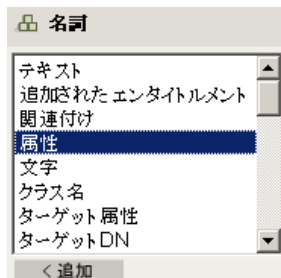 名詞
テキスト
追加されたエンタイトルメント
関連付け
属性
文字
クラス名
ターゲット属性
ターゲットDN
<追加